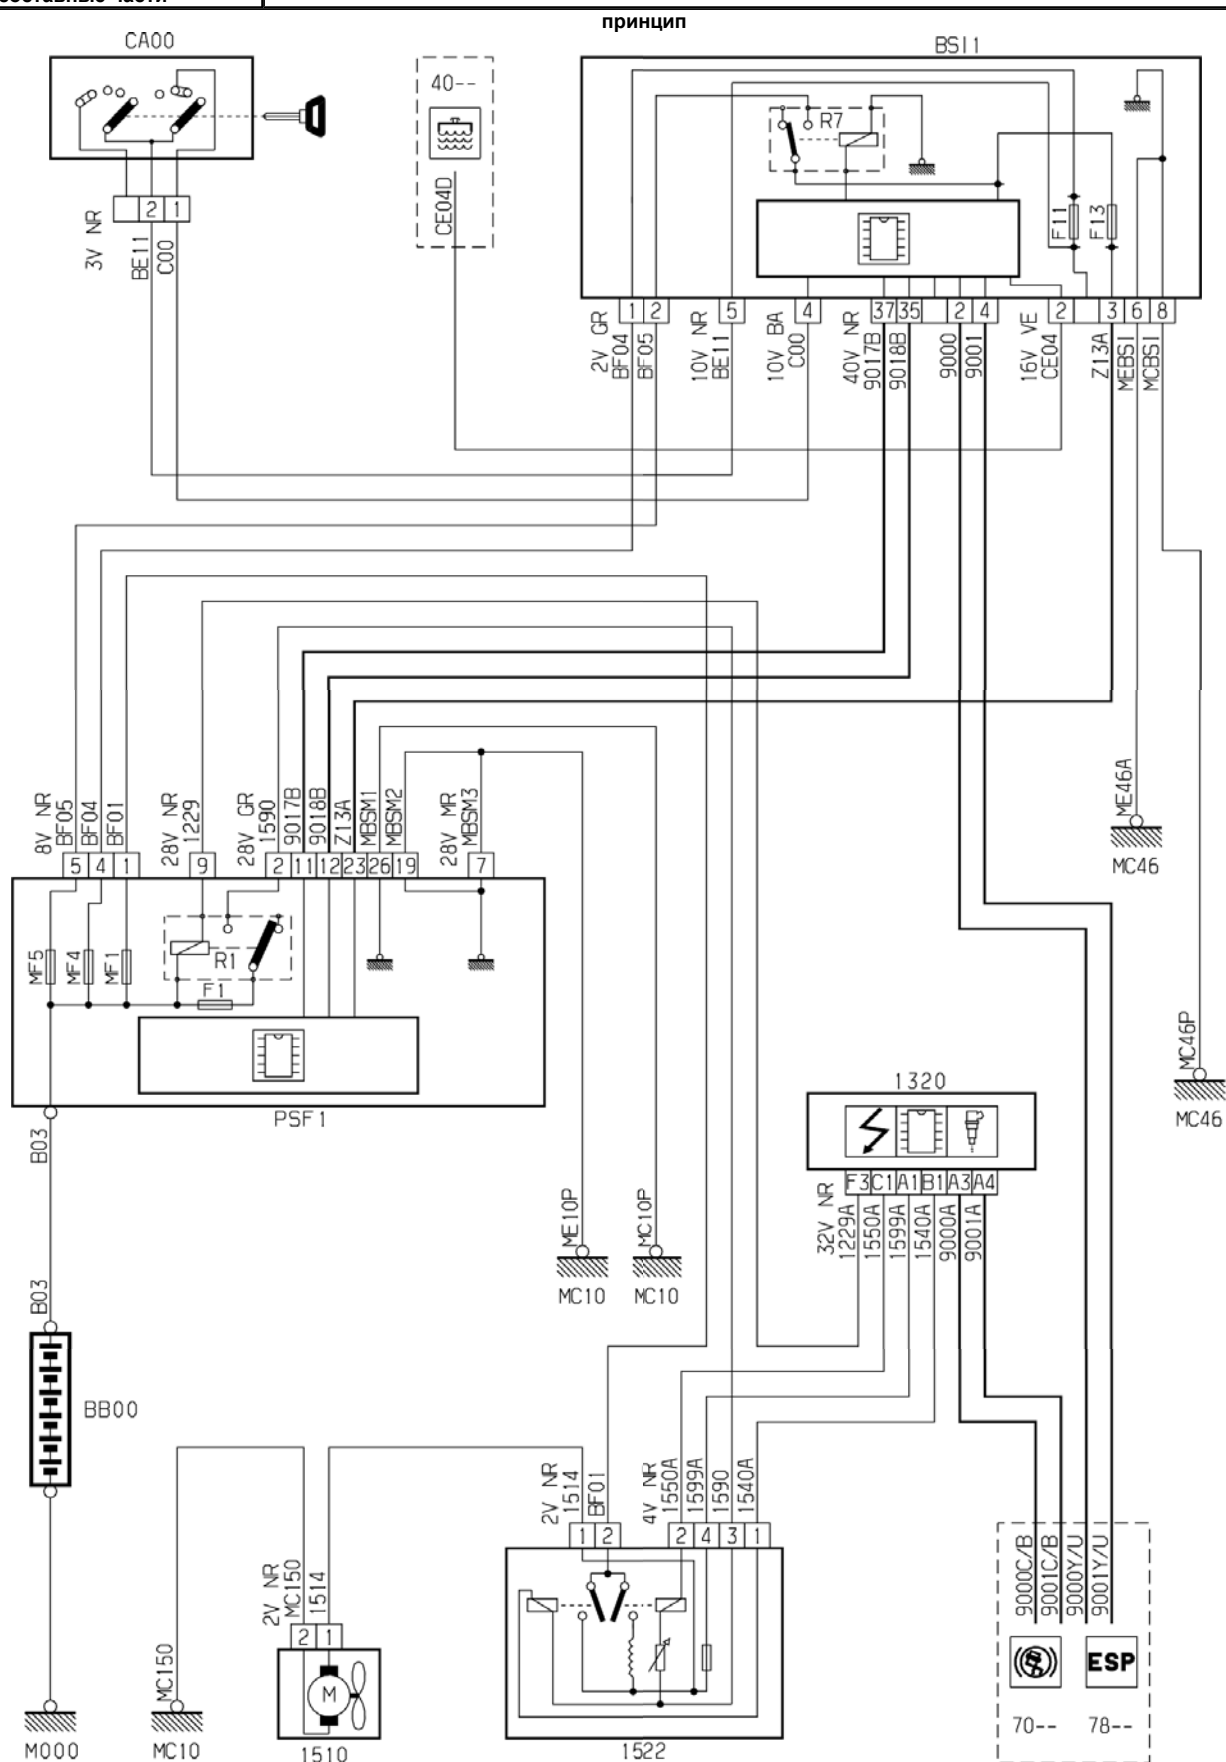 составные части
принцип
CA00
BSI1
40--
R7
CE04D
F11
F13
2
1
3V NR
BE11
C00
1
2
5
4
37
35
2
4
2
3
6
8
2V GR
BF04
BF05
10V NR
BE11
10V BA
C00
40V NR
9017B
9018B
9000
9001
16V VE
CE04
Z13A
MEBSI
MCBSI
8V NR
BF05
BF04
BF01
28V NR
1229
28V GR
1590
9017B
9018B
Z13A
MBSM1
MBSM2
28V MR
MBSM3
ME46A
MC46
5
4
1
9
2
11
12
23
26
19
7
MF5
MF4
MF1
R1
F1
PSF1
MC46P
MC46
1320
B03
F3
C1
A1
B1
A3
A4
32V NR
1229A
1550A
1599A
1540A
9000A
9001A
ME10P
MC10P
MC10
MC10
B03
BB00
2V NR
1514
BF01
4V NR
1550A
1599A
1590
1540A
1
2
2
4
3
1
2V NR
MC150
1514
2
1
MC150
M
9000C/B
9001C/B
9000Y/U
9001Y/U
ESP
70--
78--
M000
MC10
1510
1522